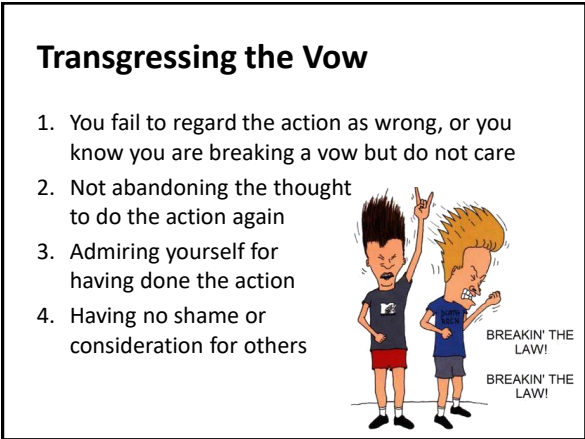 Transgressing the Vow
1. You fail to regard the action as wrong, or you
know you are breaking a vow but do not care
2. Not abandoning the thought
to do the action again
3. Admiring yourself for
having done the action
4. Having no shame or
consideration for others
DEATH
ROCK
BREAKIN' THE
LAW!
BREAKIN' THE
LAW!